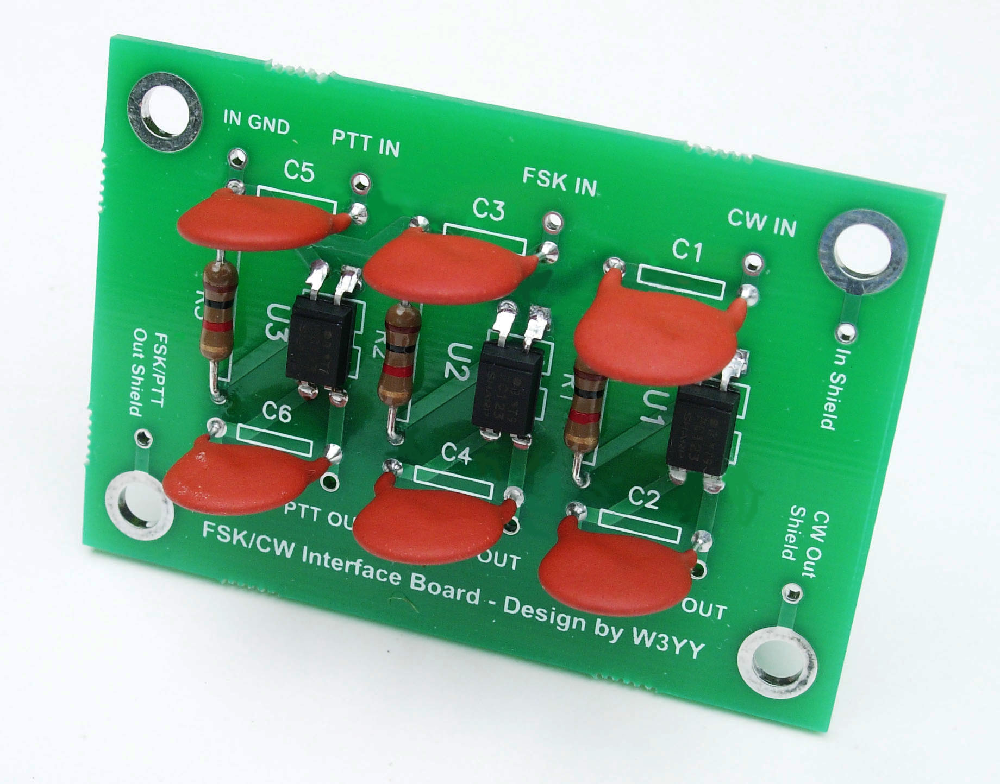 IN GND
PTT IN
FSK IN
CW IN
C5
C3
C1
U3
R2
U2
R1
U1
PC123
SHARP
PC123
SHARP
FSK/PTT
Out Shield
In Shield
C6
C4
C2
CW Out
Shield
PTT OU
OUT
OUT
FSK/CW Interface Board - Design by W3YY